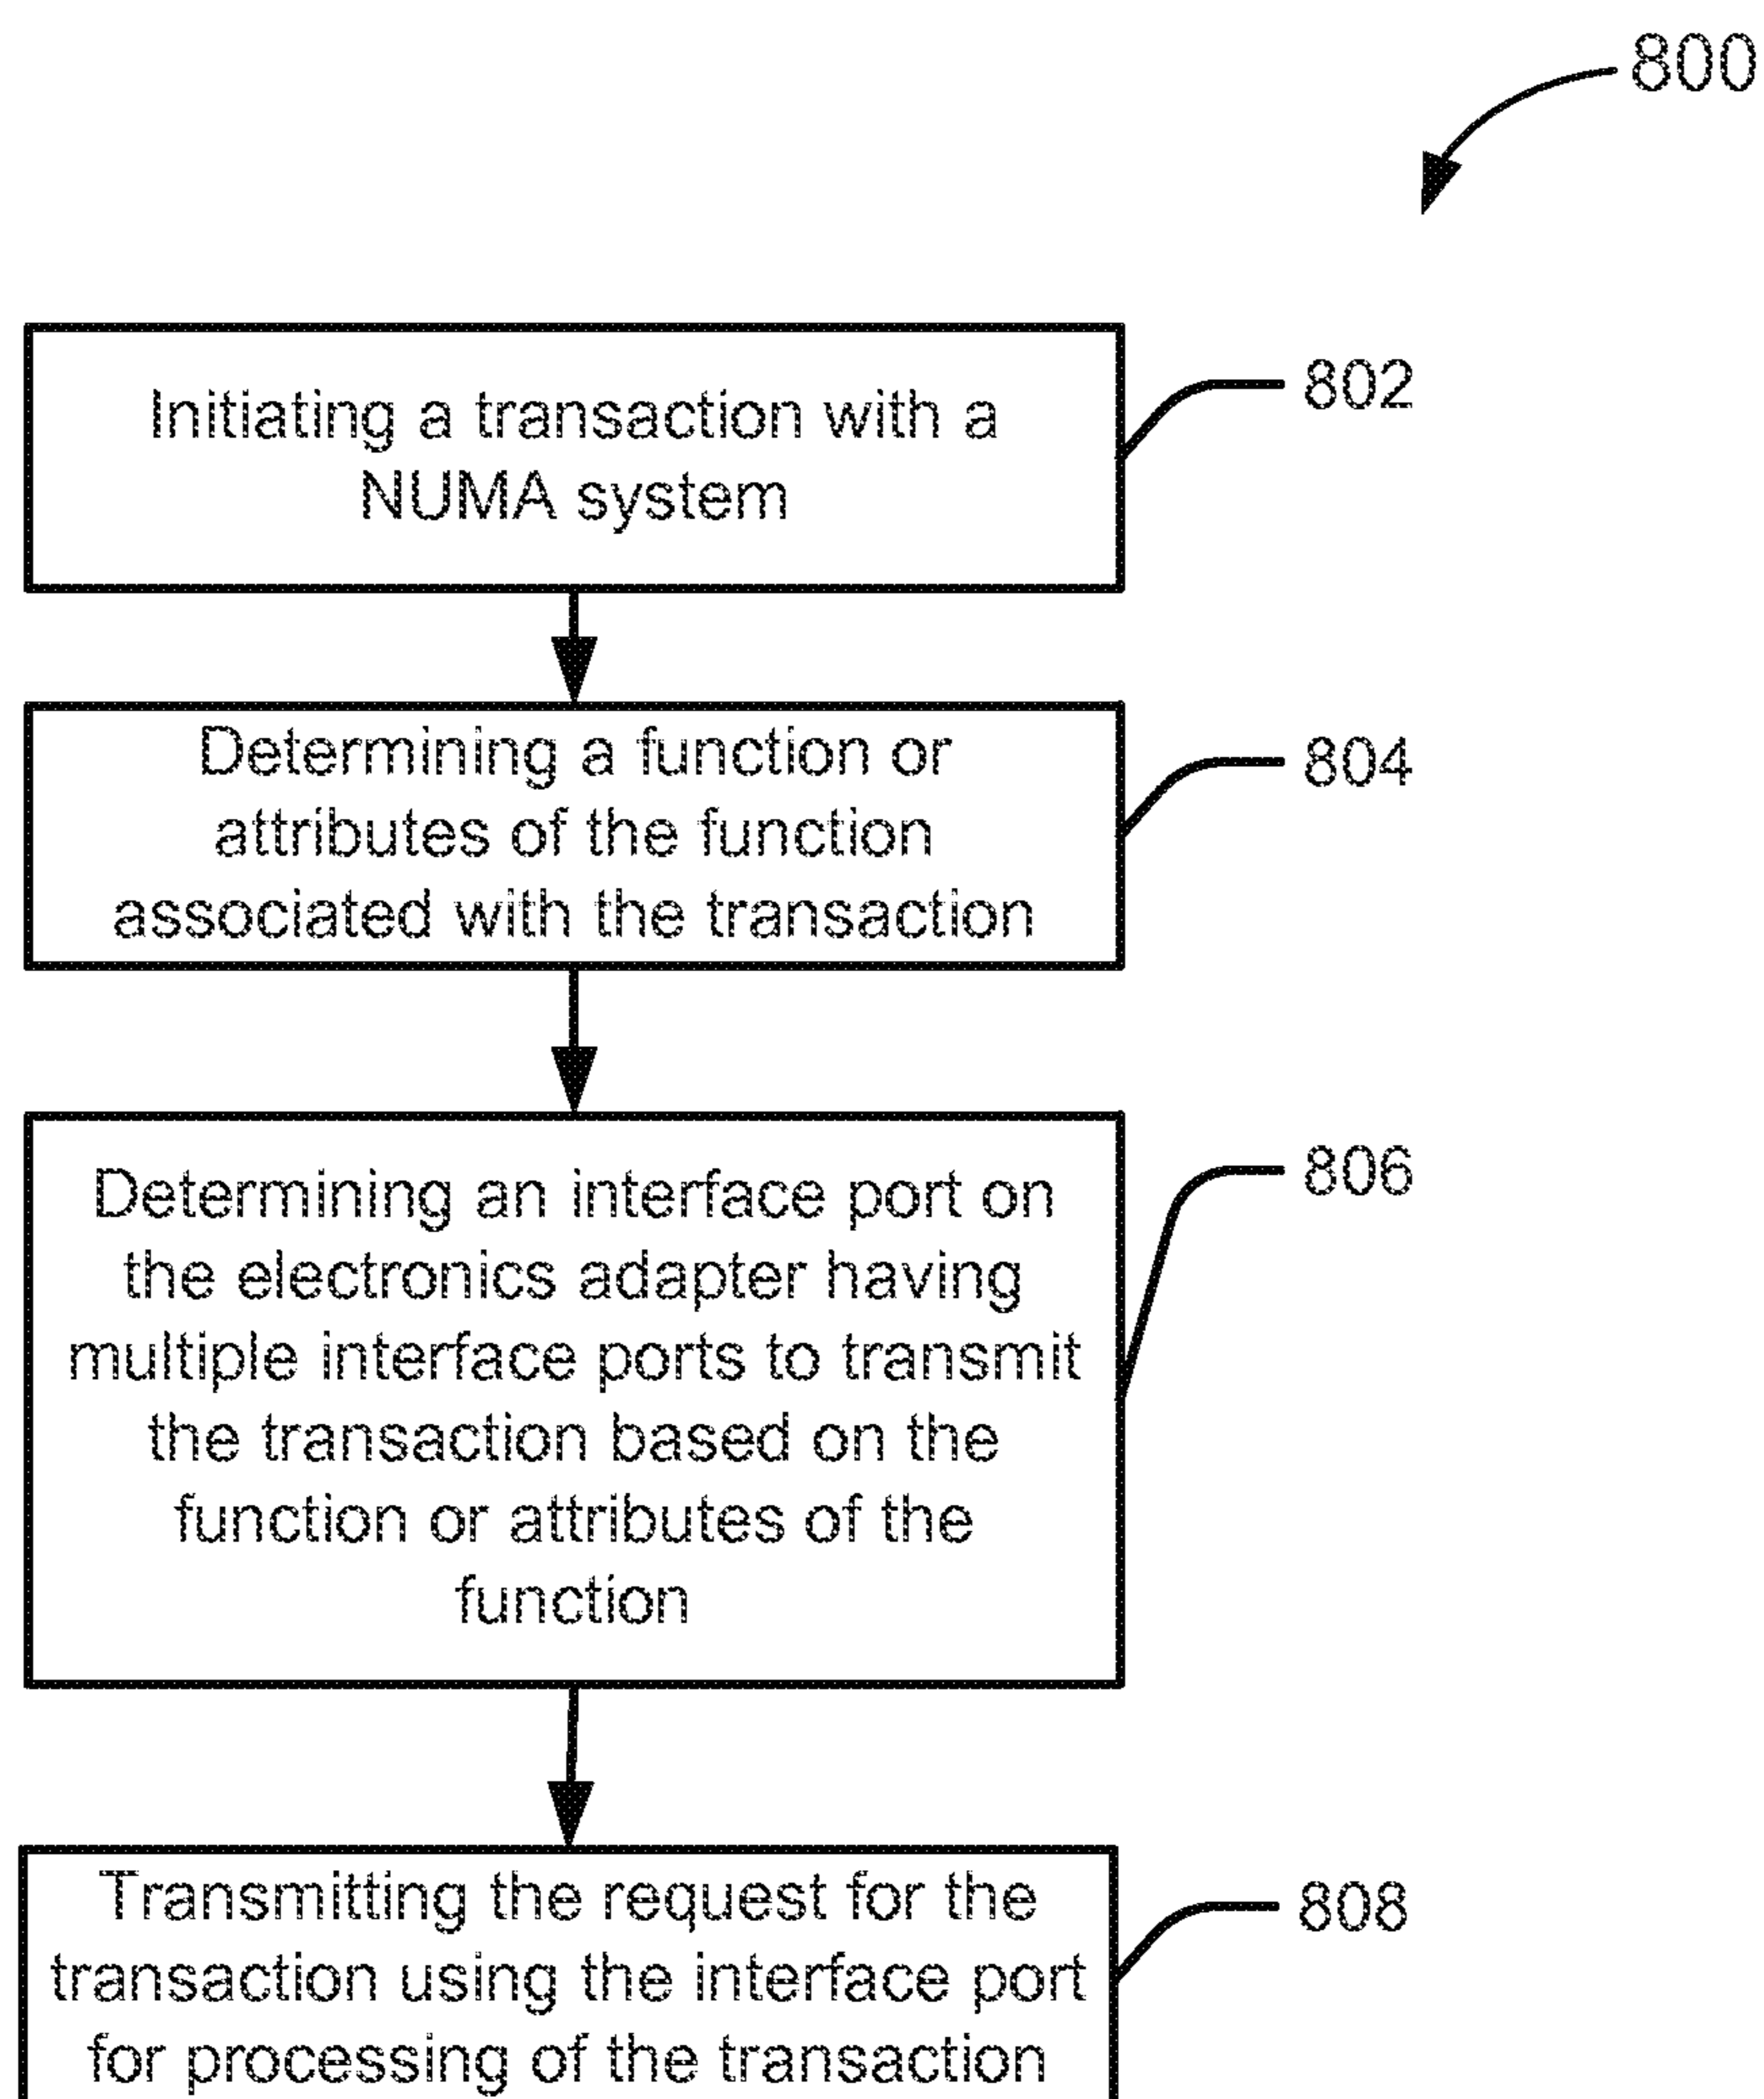 800
Initiating a transaction with a
NUMA system
802
Determining a function or
attributes of the function
associated with the transaction
804
Determining an interface port on
the electronics adapter having
multiple interface ports to transmit
the transaction based on the
function or attributes of the
function
806
Transmitting the request for the
transaction using the interface port
for processing of the transaction
808